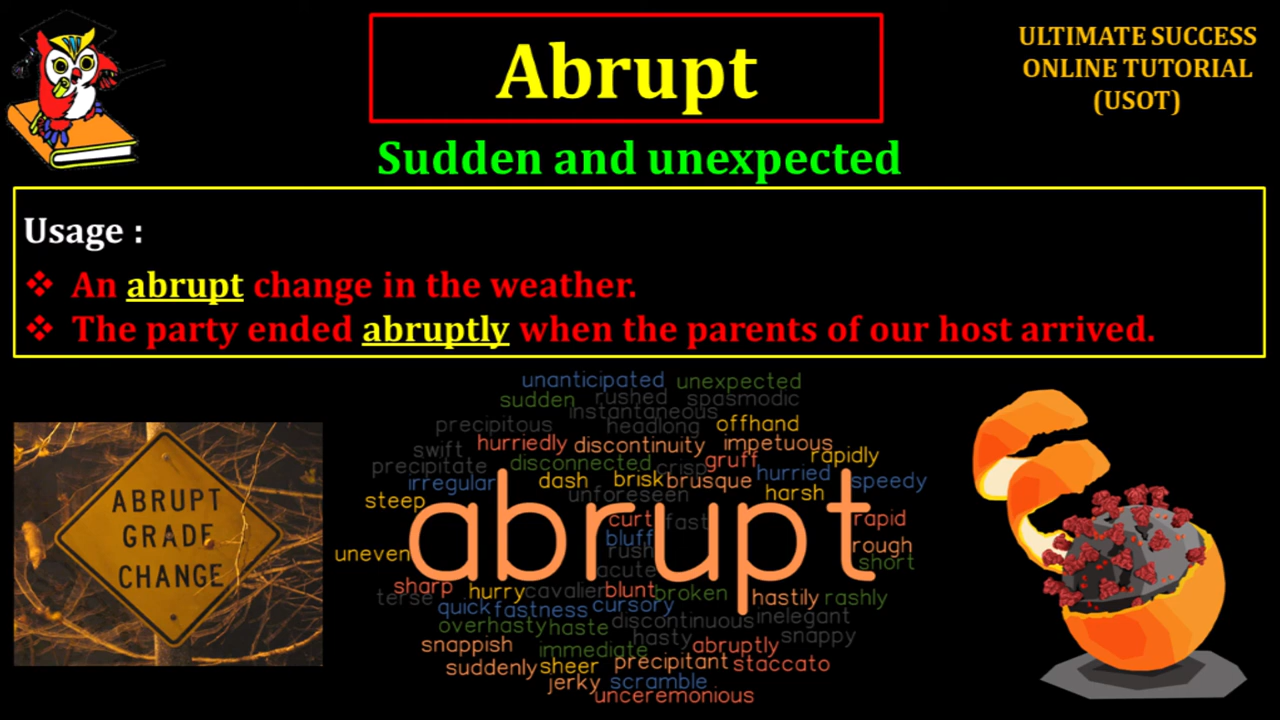 Abrupt
ULTIMATE SUCCESS
ONLINE TUTORIAL
(USOT)
Sudden and unexpected
Usage :
❖ An abrupt change in the weather.
❖ The party ended abruptly when the parents of our host arrived.
ABRUPT
GRADE
CHANGE
unanticipated unexpected
sudden rushed spasmodic
instantaneous
precipitous headlong offhand
hurriedly discontinuity impetuous
swift rapidly
precipitate disconnected crisp gruff hurried
irregular dash brisk brusque speedy
steep unforeseen harsh
abrupt
curt fast rapid
bluff
uneven rush rough
acute short
sharp hurry cavalier blunt broken hastily rashly
terse
quick fastness cursory
overhasty haste discontinuous inelegant
hasty snappy
snappish immediate abruptly
suddenly sheer precipitant staccato
jerky scramble
unceremonious